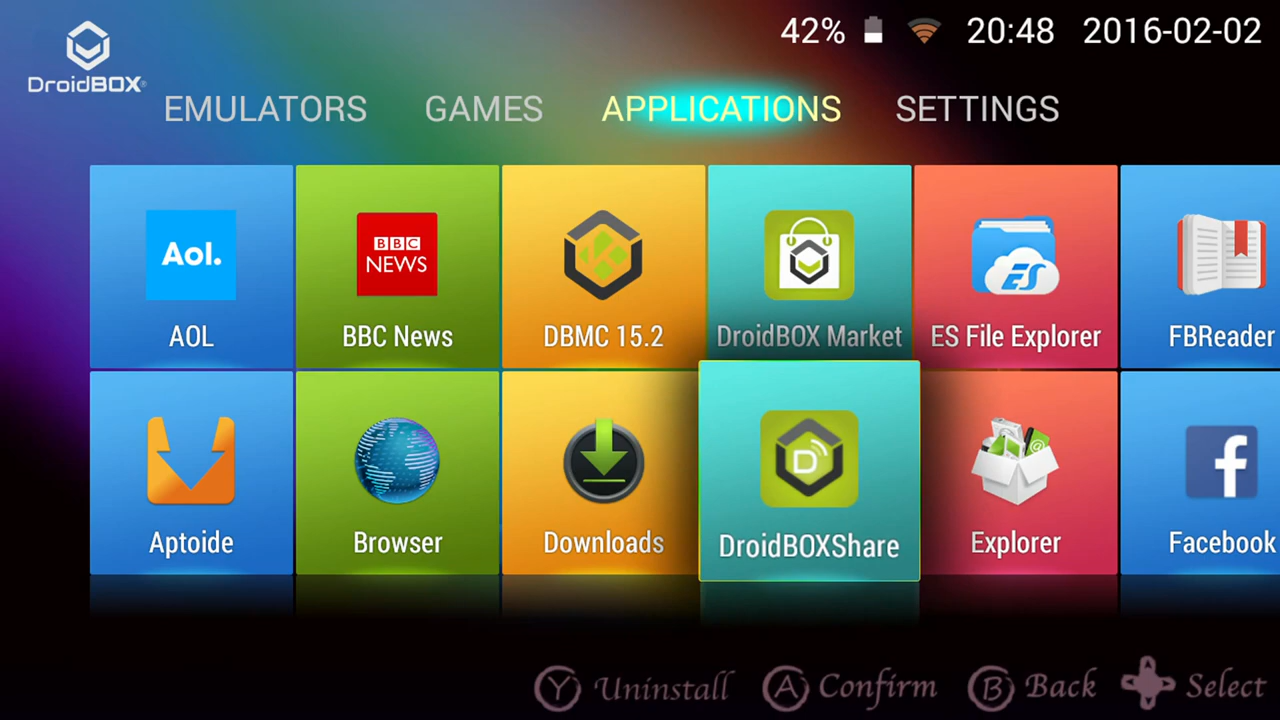 42% 20:48 2016-02-02
DroidBOX®
EMULATORS GAMES APPLICATIONS SETTINGS
Aol.
BBC
NEWS
ES
AOL BBC News DBMC 15.2 DroidBOX Market ES File Explorer FBReader
D
@
f
Aptoide Browser Downloads DroidBOXShare Explorer Facebook
Y Uninstall A Confirm B Back Select